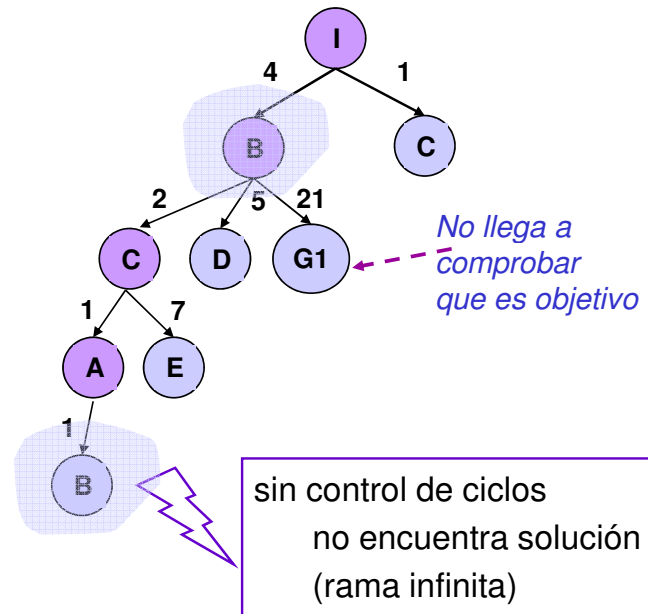 I
4 1
B C
2 5 21
C D G1
No llega a
comprobar
que es objetivo
1 7
A E
1
B
sin control de ciclos
no encuentra solución
(rama infinita)